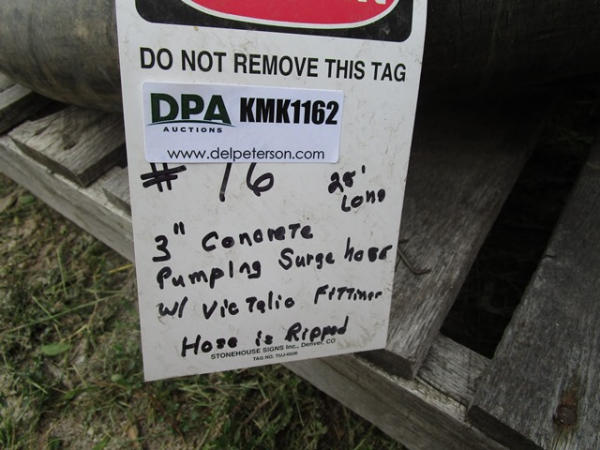 DO NOT REMOVE THIS TAG
DPA KMK1162
AUCTIONS
www.delpeterson.com
# 16 25' Long
3" Concrete
Pumping Surge hose
w/ Victalic Fittings
Hose is Ripped
STONEHOUSE SIGNS Inc., Denver, CO